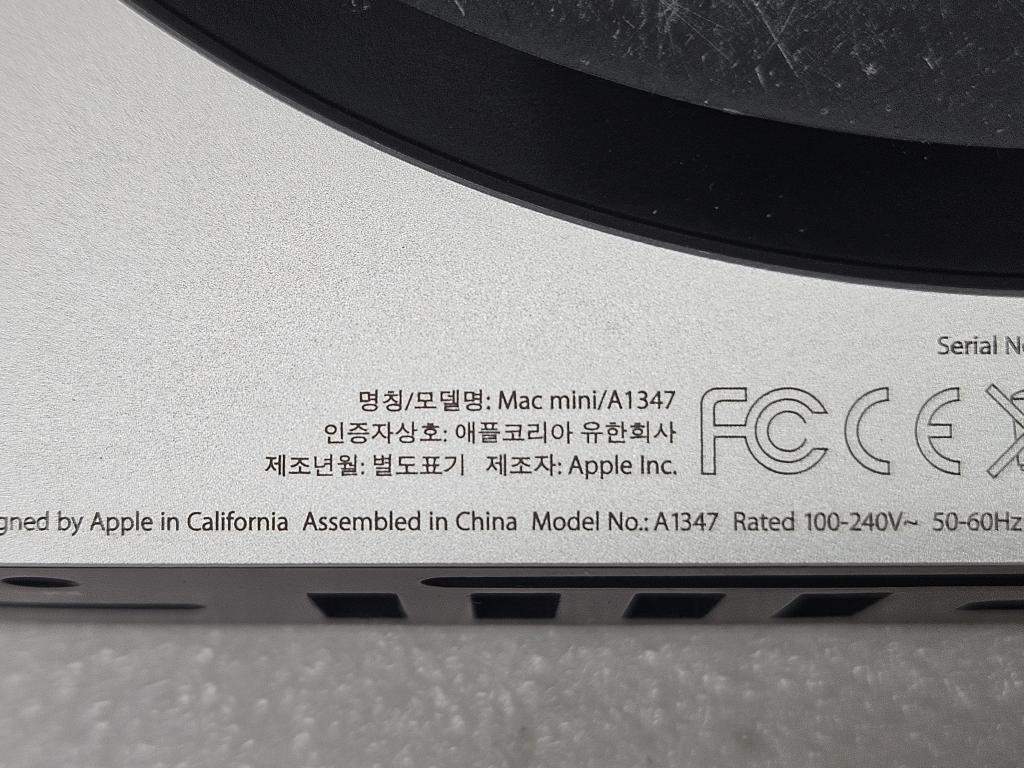 Serial
명칭/모델명: Mac mini/A1347
인증자상호: 애플코리아 유한회사
제조년월: 별도표기 제조자: Apple Inc.
FC CE
by Apple in California Assembled in China Model No.: A1347 Rated 100-240V~ 50-60Hz